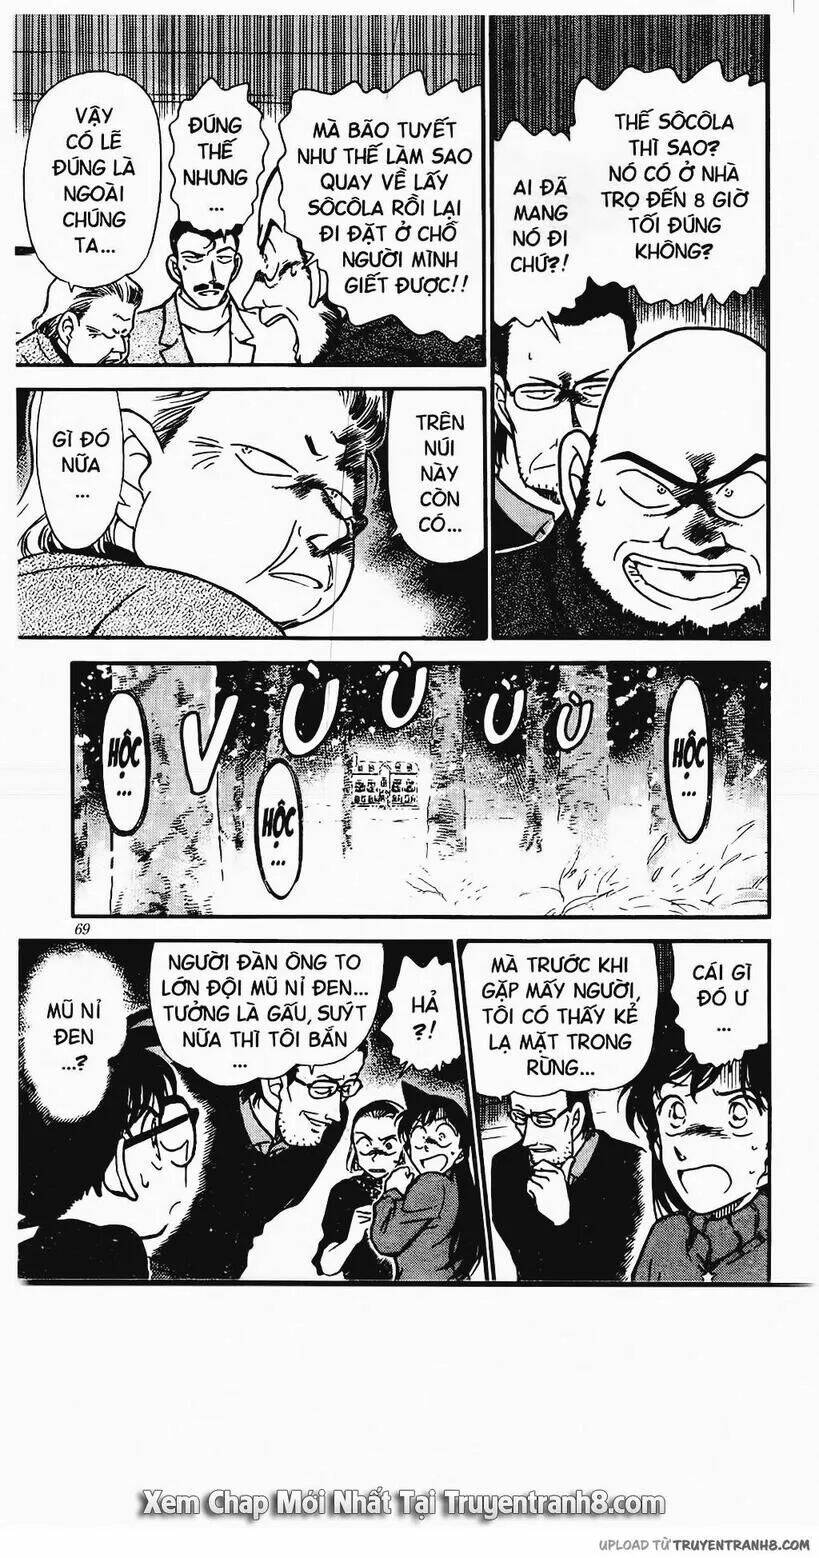 THẾ SÔCÔLA
THÌ SAO?
NÓ CÓ Ở NHÀ
TRỌ ĐẾN 8 GIỜ
TỐI ĐÚNG
KHÔNG?
AI ĐÃ
MANG
NÓ ĐI
CHỨ?!
MÀ BÃO TUYẾT
NHƯ THẾ LÀM SAO
QUAY VỀ LẤY
SÔCÔLA RỒI LẠI
ĐI ĐẶT Ở CHỖ
NGƯỜI MÌNH
GIẾT ĐƯỢC!!
ĐÚNG
THẾ
NHƯNG
...
VẬY
CÓ LẼ
ĐÚNG LÀ
NGOÀI
CHÚNG
TA...
TRÊN
NÚI
NÀY
CÒN
CÓ...
GÌ ĐÓ
NỮA
...
HỘC
...
VÙÙÙÙ
HỘC
...
HỘC
...
69
CÁI GÌ
ĐÓ Ư
...
MÀ TRƯỚC KHI
GẶP MẤY NGƯỜI,
TÔI CÓ THẤY KẺ
LẠ MẶT TRONG
RỪNG...
HẢ
?!
NGƯỜI ĐÀN ÔNG TO
LỚN ĐỘI MŨ NỈ ĐEN...
TƯỞNG LÀ GẤU, SUÝT
NỮA THÌ TÔI BẮN
...
MŨ NỈ
ĐEN
...?
Xem Chap Mới Nhất Tại Truyentranh8.com
UPLOAD TỪ TRUYENTRANH8.COM